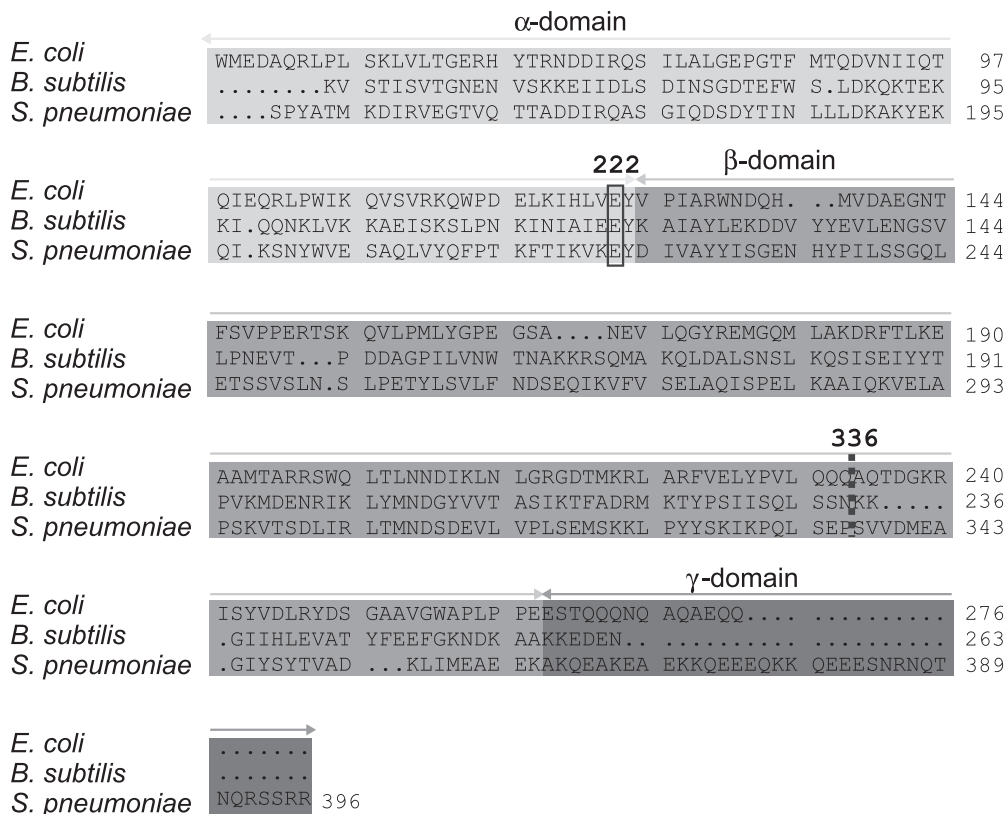 α-domain
E. coli WMEDAQRLPL SKLVLTGERH YTRNDDIRQS ILALGEPGTF MTQDVNIIQT 97
B. subtilis ........KV STISVTGNEN VSKKEIIDLS DINSGDTEFW S.LDKQKTEK 95
S. pneumoniae ....SPYATM KDIRVEGTVQ TTADDIRQAS GIQDSDYTIN LLLDKAKYEK 195
222 β-domain
E. coli QIEQRLPWIK QVSVRKQWPD ELKIHLVEYV PIARWNDQH. ..MVDAEGNT 144
B. subtilis KI.QQNKLVK KAEISKSLPN KINIAIEEYK AIAYLEKDDV YYEVLENGSV 144
S. pneumoniae QI.KSNYWVE SAQLVYQFPT KFTIKVKEYD IVAYYISGEN HYPILSSGQL 244
E. coli FSVPPERTSK QVLPMLYGPE GSA....NEV LQGYREMGQM LAKDRFTLKE 190
B. subtilis LPNEVT...P DDAGPILVNW TNAKKRSQMA KQLDALSNSL KQSISEIYYT 191
S. pneumoniae ETSSVSLN.S LPETYLSVLF NDSEQIKVFV SELAQISPEL KAAIQKVELA 293
336
E. coli AAMTARRSWQ LTLNNDIKLN LGRGDTMKRL ARFVELYPVL QQQAQTDGKR 240
B. subtilis PVKMDENRIK LYMNDGYVVT ASIKTFADRM KTYPSIISQL SSNKK..... 236
S. pneumoniae PSKVTSDLIR LTMNDSDEVL VPLSEMSKKL PYYSKIKPQL SEPSVVDMEA 343
γ-domain
E. coli ISYVDLRYDS GAAVGWAPLP PEESTQQQNQ AQAEQQ.... .......... 276
B. subtilis .GIIHLEVAT YFEEFGKNDK AAKKEDEN.. .......... .......... 263
S. pneumoniae .GIYSYTVAD ...KLIMEAE EKAKQEAKEA EKKQEEEQKK QEEESNRNQT 389
E. coli .......
B. subtilis .......
S. pneumoniae NQRSSRR 396